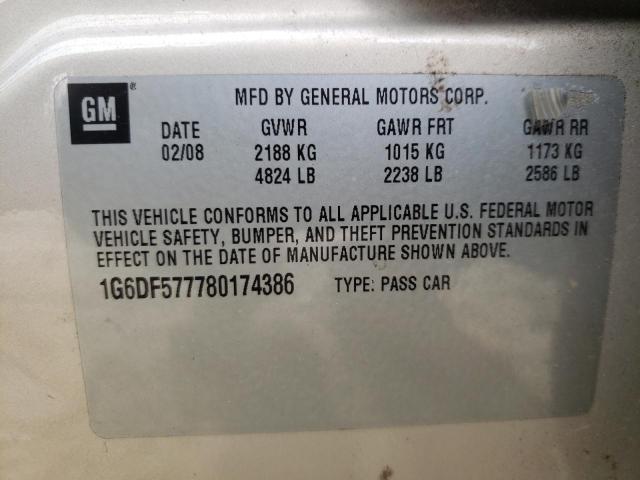 GM®
MFD BY GENERAL MOTORS CORP.
DATE GVWR GAWR FRT GAWR RR
02/08 2188 KG 1015 KG 1173 KG
4824 LB 2238 LB 2586 LB
THIS VEHICLE CONFORMS TO ALL APPLICABLE U.S. FEDERAL MOTOR
VEHICLE SAFETY, BUMPER, AND THEFT PREVENTION STANDARDS IN
EFFECT ON THE DATE OF MANUFACTURE SHOWN ABOVE.
1G6DF577780174386 TYPE: PASS CAR